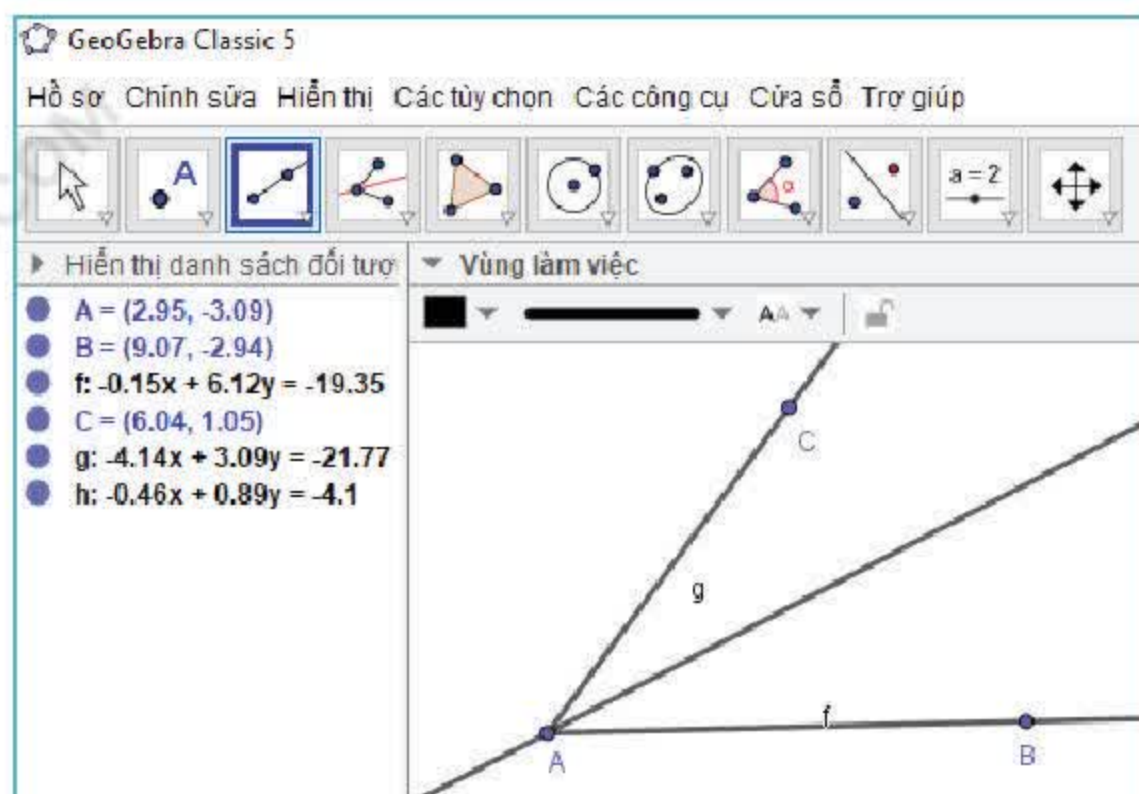 GeoGebra Classic 5
Hồ sơ Chỉnh sửa Hiển thị Các tùy chọn Các công cụ Cửa sổ Trợ giúp
A α a = 2
Hiển thị danh sách đối tượ
A = (2.95, -3.09)
B = (9.07, -2.94)
f: -0.15x + 6.12y = -19.35
C = (6.04, 1.05)
g: -4.14x + 3.09y = -21.77
h: -0.46x + 0.89y = -4.1
Vùng làm việc
AA
C
g
f
A
B
COM